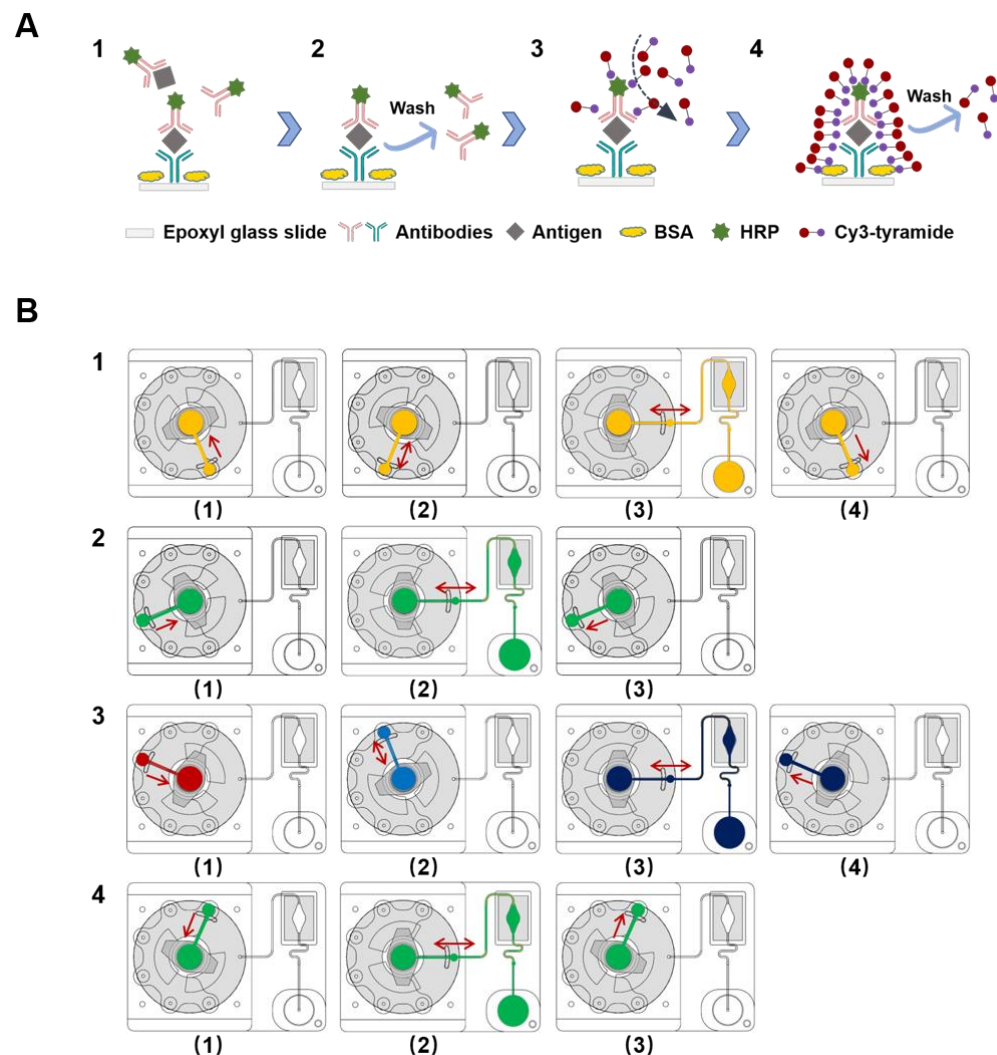 A
1 2 3 4
Wash Wash
Epoxyl glass slide Antibodies Antigen BSA HRP Cy3-tyramide
B
1
(1) (2) (3) (4)
2
(1) (2) (3)
3
(1) (2) (3) (4)
4
(1) (2) (3)